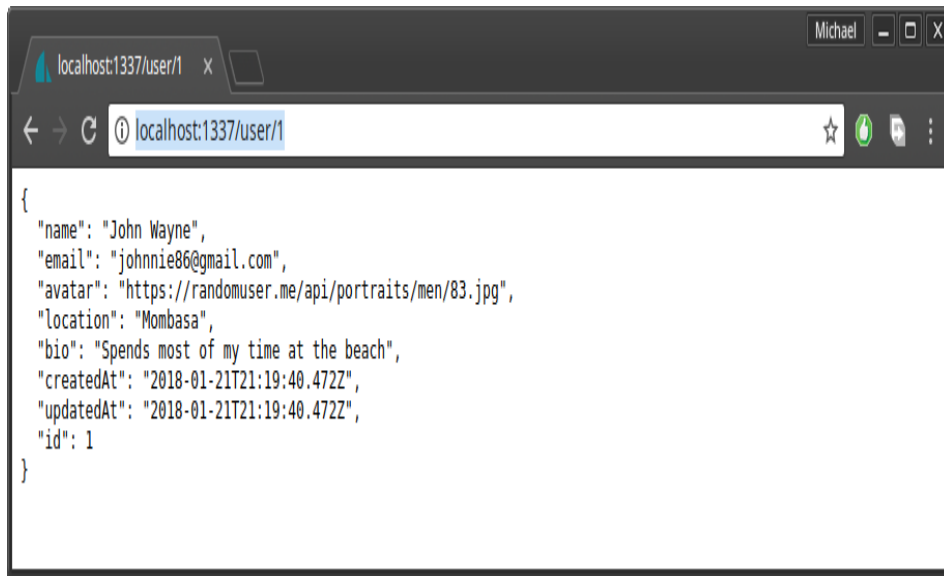 Michael
localhost:1337/user/1
localhost:1337/user/1
{
"name": "John Wayne",
"email": "johnnie86@gmail.com",
"avatar": "https://randomuser.me/api/portraits/men/83.jpg",
"location": "Mombasa",
"bio": "Spends most of my time at the beach",
"createdAt": "2018-01-21T21:19:40.472Z",
"updatedAt": "2018-01-21T21:19:40.472Z",
"id": 1
}